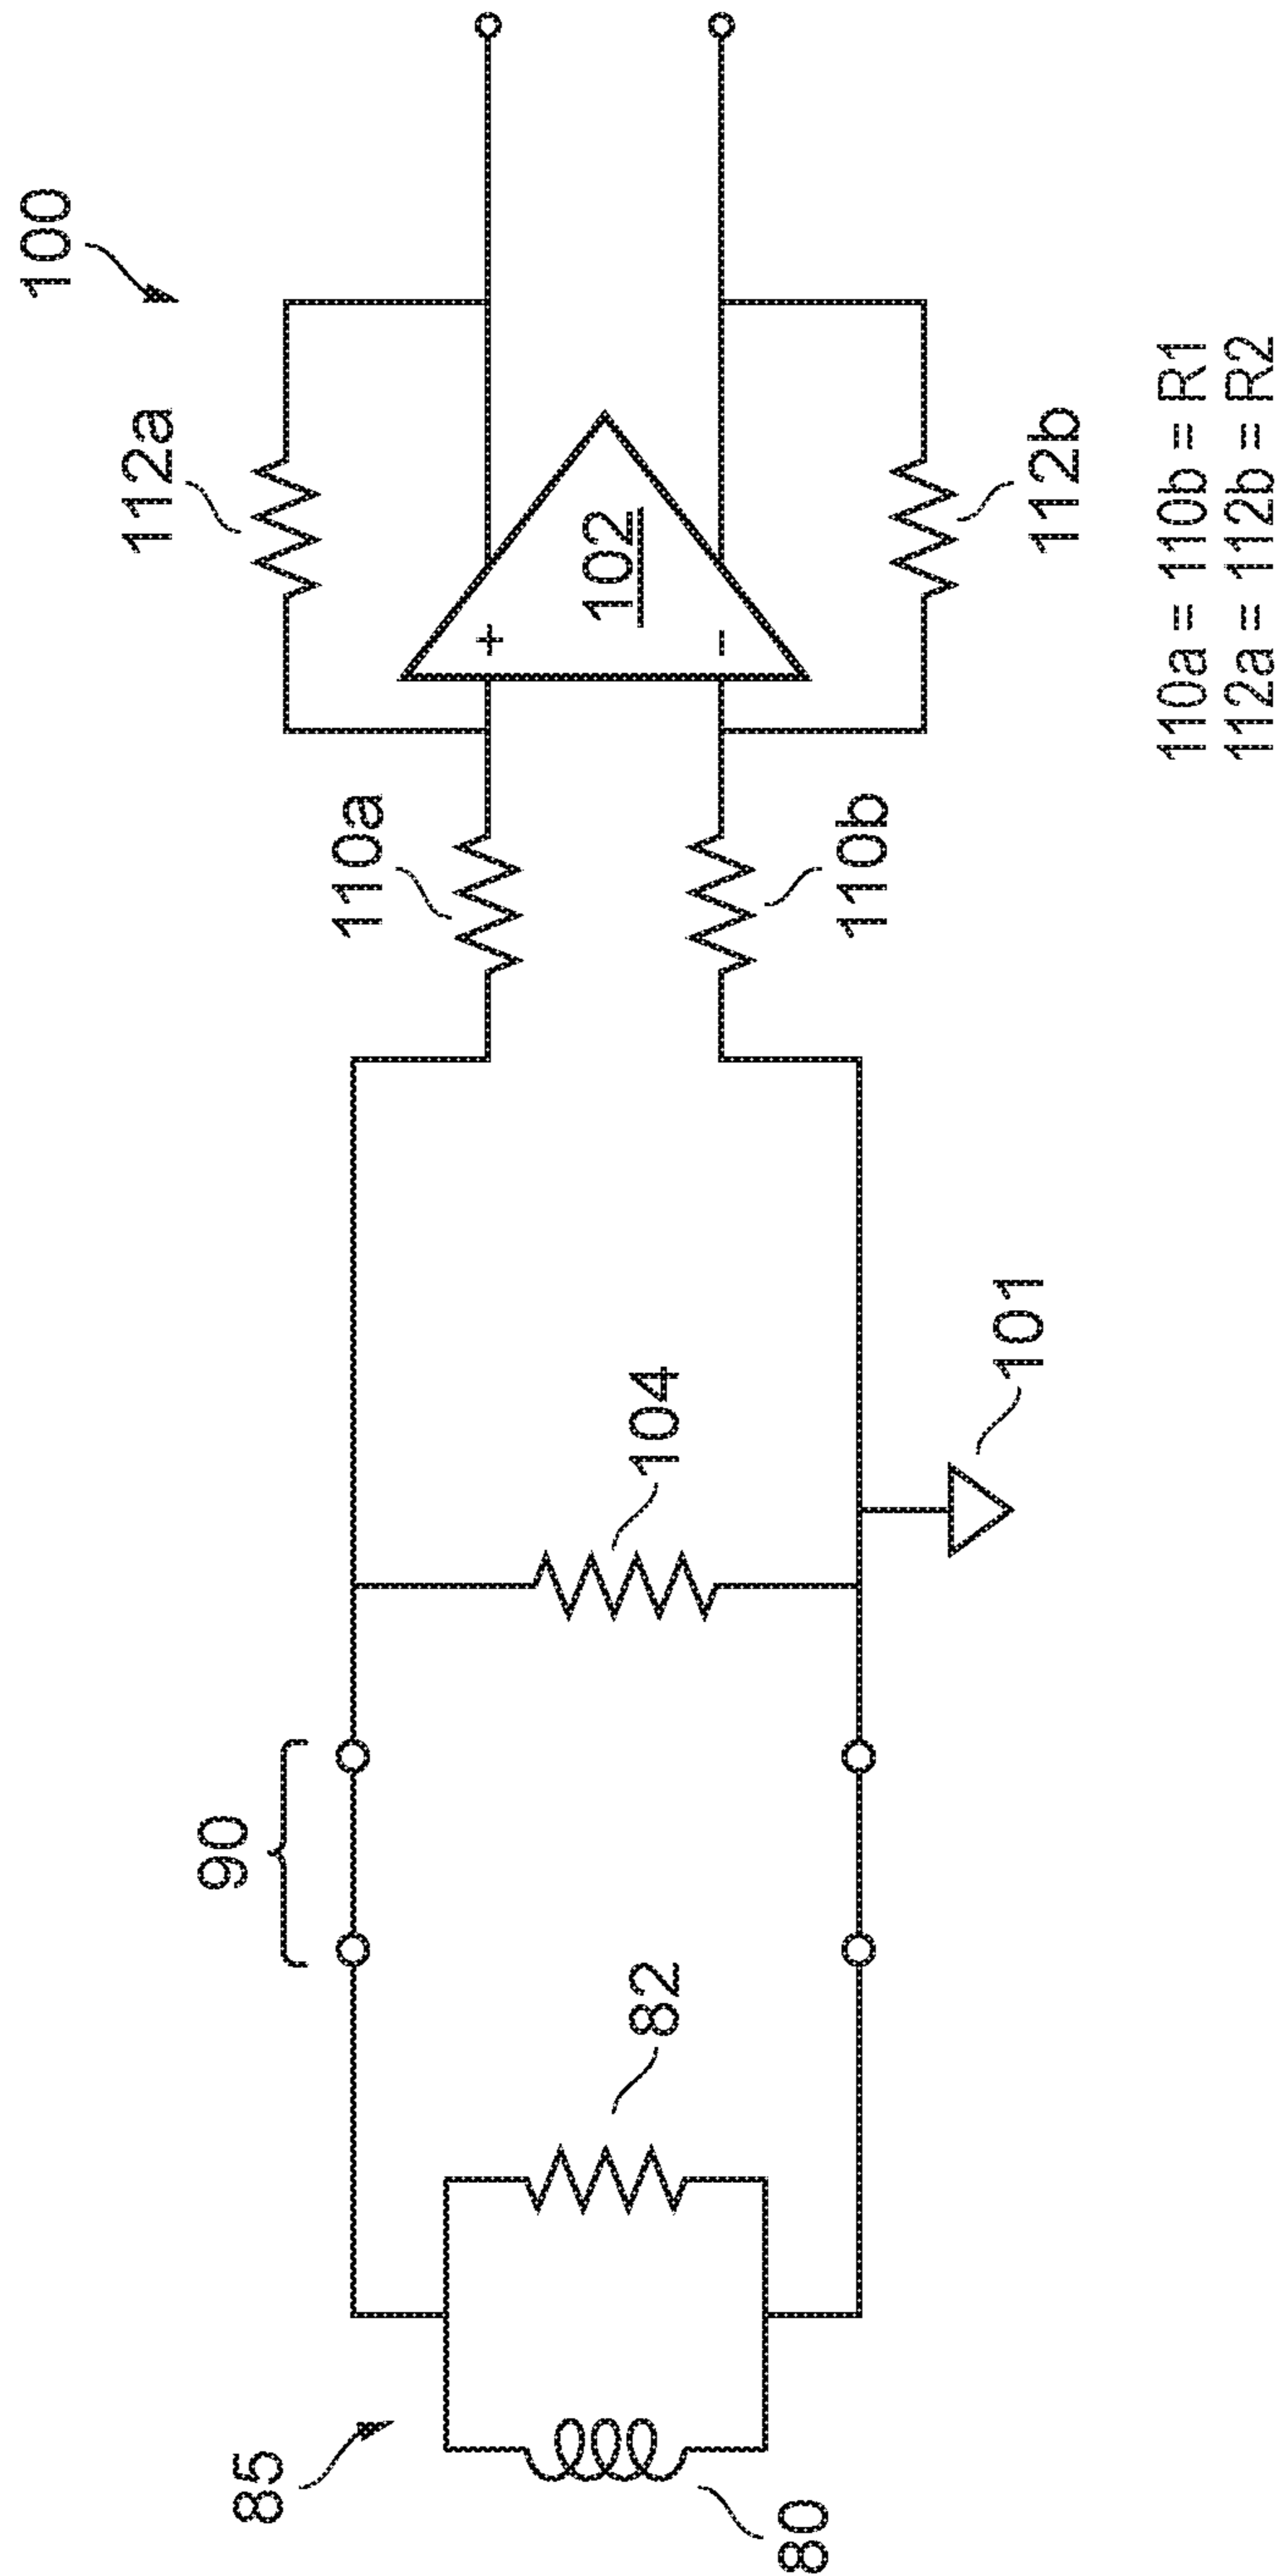 100
112a
110a
102
+
-
110b
112b
104
101
90
82
85
80
110a = 110b = R1
112a = 112b = R2